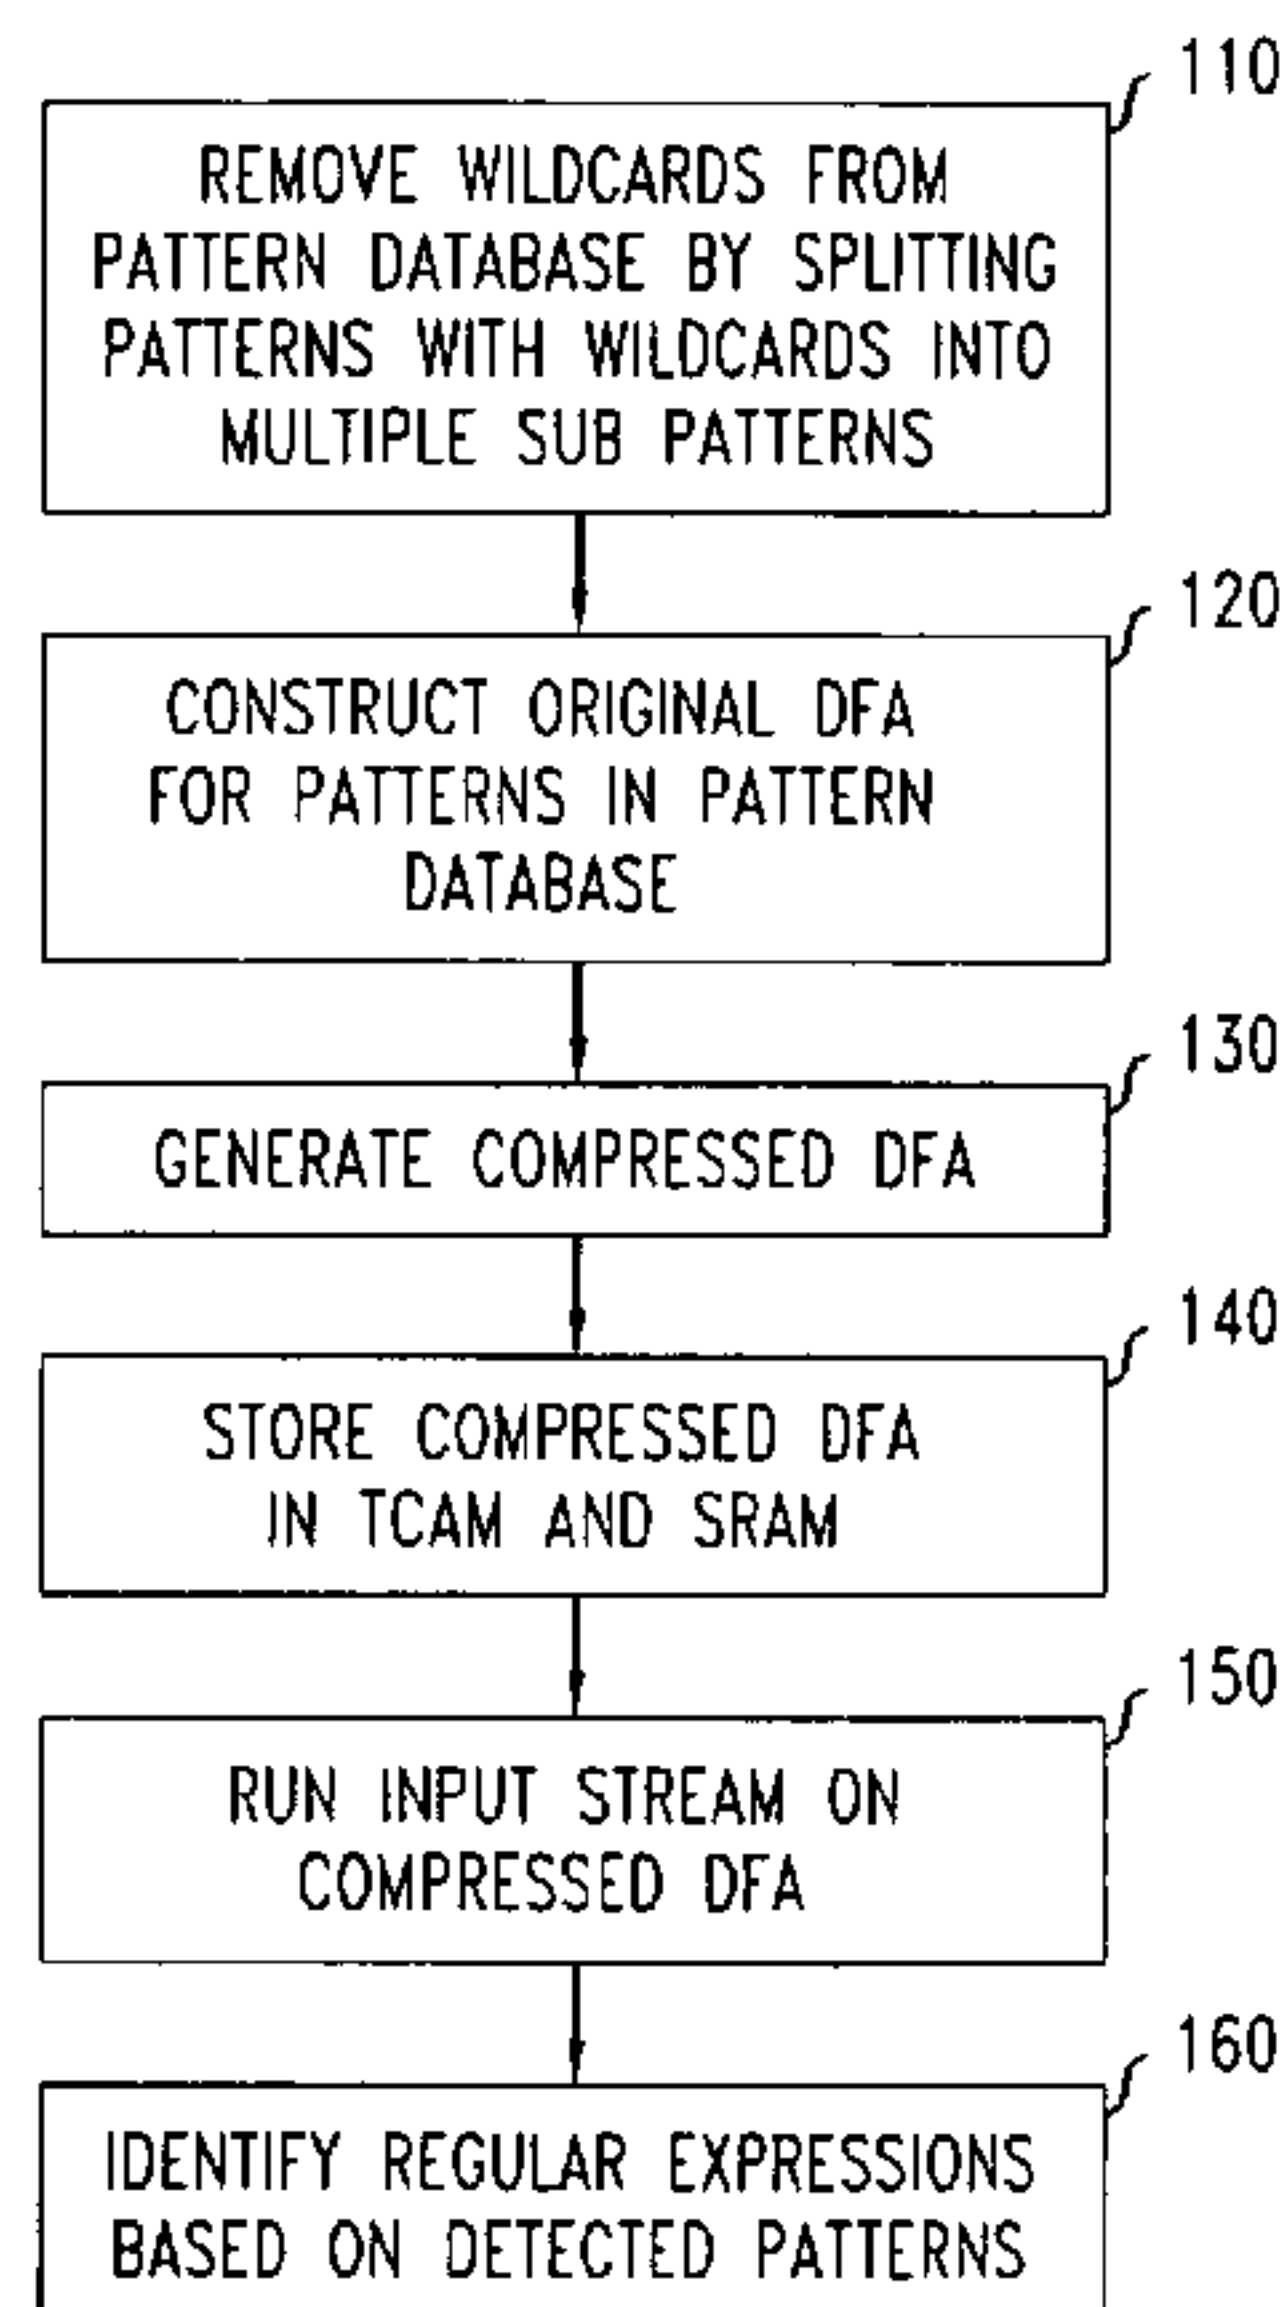 110
REMOVE WILDCARDS FROM
PATTERN DATABASE BY SPLITTING
PATTERNS WITH WILDCARDS INTO
MULTIPLE SUB PATTERNS
120
CONSTRUCT ORIGINAL DFA
FOR PATTERNS IN PATTERN
DATABASE
130
GENERATE COMPRESSED DFA
140
STORE COMPRESSED DFA
IN TCAM AND SRAM
150
RUN INPUT STREAM ON
COMPRESSED DFA
160
IDENTIFY REGULAR EXPRESSIONS
BASED ON DETECTED PATTERNS